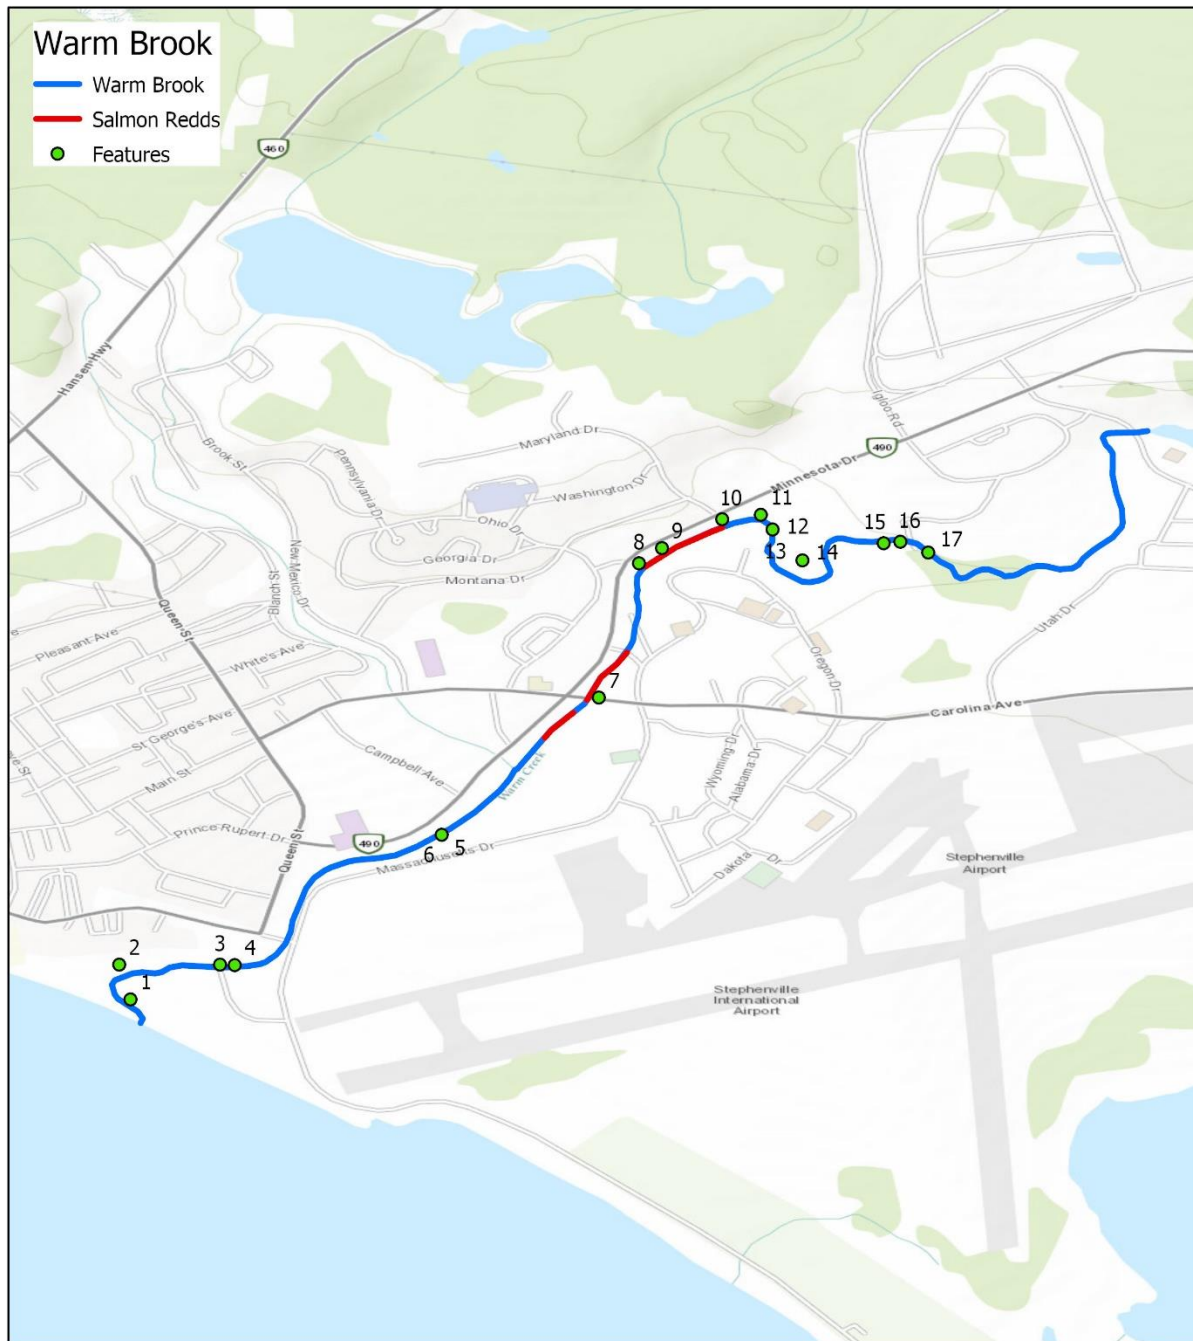 Warm Brook
Warm Brook
Salmon Redds
Features
460
Hansen Hwy
Igloo Rd
Maryland Dr
490
Minnesota Dr
Brook St
Pennsylvania Dr
Washington Dr
Ohio Dr
10
11
12
15
16
17
8
9
13
14
Georgia Dr
Montana Dr
New Mexico Dr
Blanch St
Queen St
Pleasant Ave
White's Ave
Utah Dr
Oregon Dr
7
Carolina Ave
St George's Ave
Main St
Campbell Ave
Warm Creek
Wyoming Dr
Alabama Dr
Prince Rupert Dr
490
Queen St
6
5
Massachusetts Dr
Dakota
Dr
Stephenville
Airport
2
3
4
1
Stephenville
International
Airport